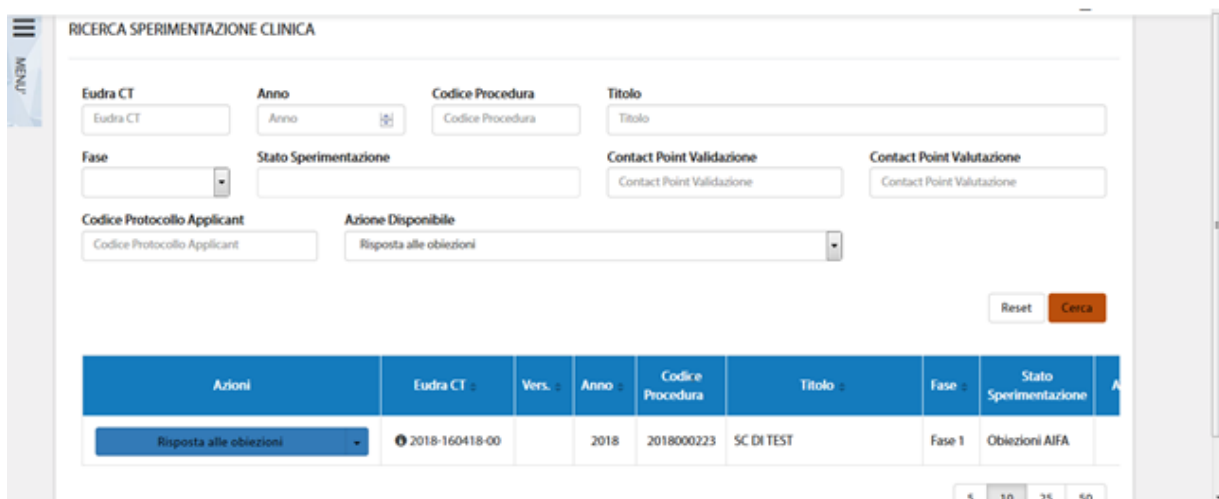 RICERCA SPERIMENTAZIONE CLINICA
MENU'
Eudra CT Anno Codice Procedura Titolo
Eudra CT Anno Codice Procedura Titolo
Fase Stato Sperimentazione Contact Point Validazione Contact Point Valutazione
Contact Point Validazione Contact Point Valutazione
Codice Protocollo Applicant Azione Disponibile
Codice Protocollo Applicant Risposta alle obiezioni
Reset Cerca
Azioni Eudra CT Vers. Anno Codice Procedura Titolo Fase Stato Sperimentazione A
Risposta alle obiezioni 2018-160418-00 2018 2018000223 SC DI TEST Fase 1 Obiezioni AIFA
5 10 25 50